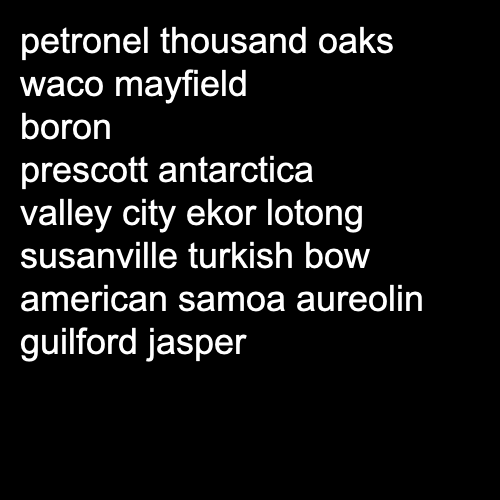 petronel thousand oaks
waco mayfield
boron
prescott antarctica
valley city ekor lotong
susanville turkish bow
american samoa aureolin
guilford jasper